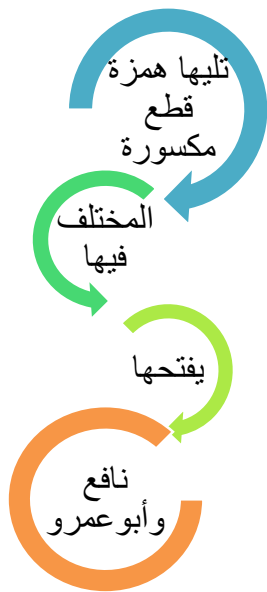 تليها همزة
قطع
مكسورة
المختلف
فيها
يفتحها
نافع
وأبوعمرو